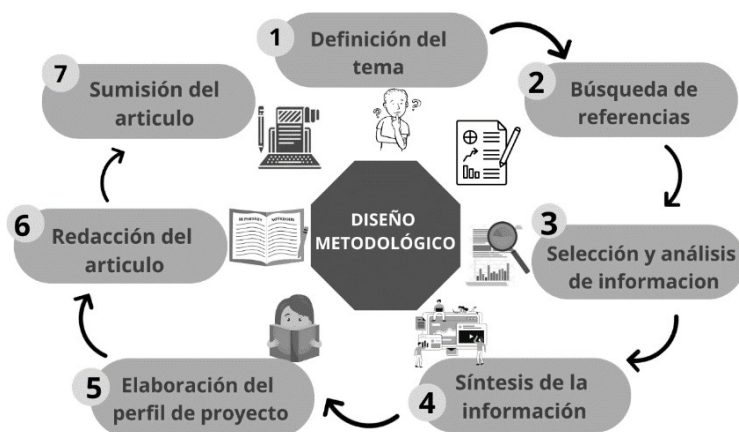 1
Definición del
tema
2
Búsqueda de
referencias
3
Selección y análisis
de informacion
4
Síntesis de la
información
5
Elaboración del
perfil de proyecto
6
Redacción del
articulo
7
Sumisión del
articulo
DISEÑO
METODOLÓGICO